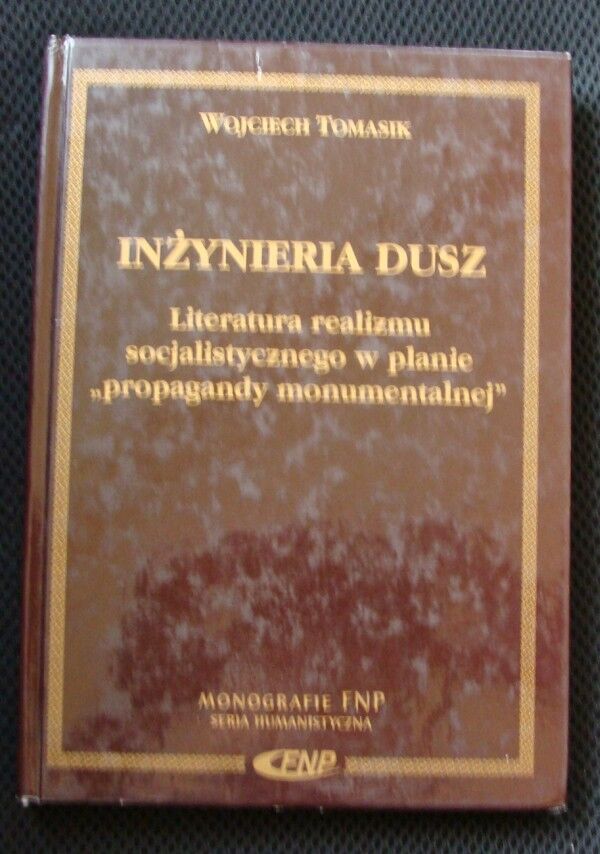 WOJCIECH TOMASIK
INŻYNIERIA DUSZ
Literatura realizmu
socjalistycznego w planie
„propagandy monumentalnej”
MONOGRAFIE FNP
SERIA HUMANISTYCZNA
FNP